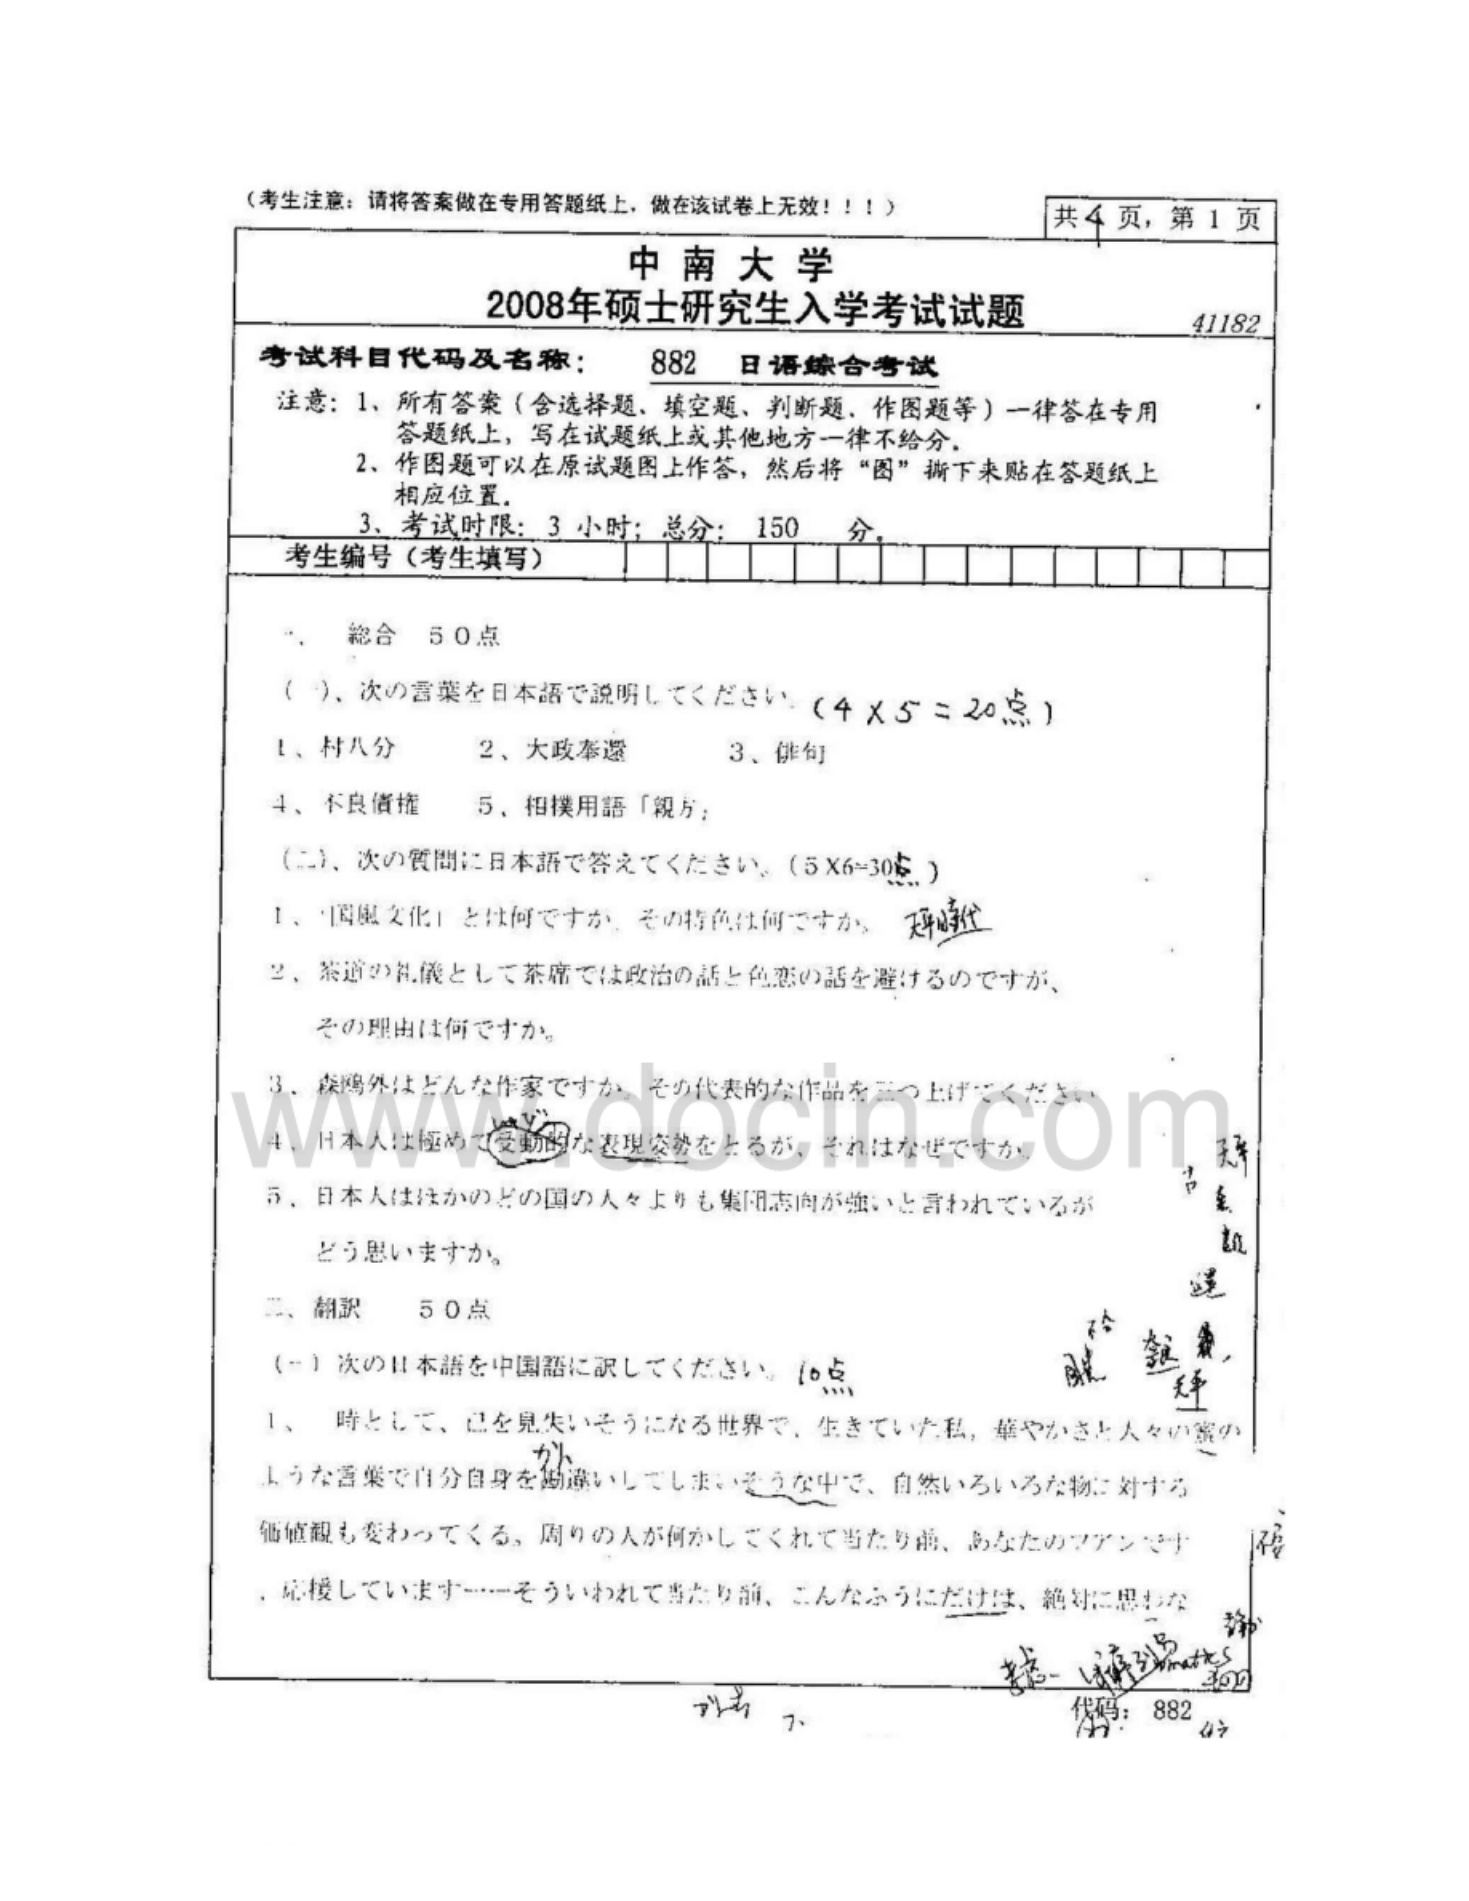 （考生注意：请将答案做在专用答题纸上，做在该试卷上无效！！！）
共4页，第 1 页
中南大学
2008年硕士研究生入学考试试题
41182
考试科目代码及名称： 882 日语综合考试
注意：1、所有答案（含选择题、填空题、判断题、作图题等）一律答在专用
答题纸上，写在试题纸上或其他地方一律不给分．
2、作图题可以在原试题图上作答，然后将“图”撕下来贴在答题纸上
相应位置．
3、考试时限：3 小时；总分：150 分．
考生编号（考生填写）
一、 総合 ５０点
（一）、次の言葉を日本語で説明してください。(4×5=20点)
1、村八分 2、大政奉還 3、俳句
4、不良債権 5、相撲用語「親方」
（二）、次の質問に日本語で答えてください。（5X6=30点）
1、「国風文化」とは何ですか、その特色は何ですか。 天平時代
2、茶道の礼儀として茶席では政治の話と色恋の話を避けるのですが、
その理由は何ですか。
3、森鴎外はどんな作家ですか。その代表的な作品を三つ上げてください
4、日本人は極めて受動的な表現姿勢をとるが、それはなぜですか。
5、日本人はほかのどの国の人々よりも集団志向が強いと言われているが
どう思いますか。
二、翻訳 ５０点
（一）次の日本語を中国語に訳してください。10点
1、 時として、己を見失いそうになる世界で、生きていた私，華やかさと人々の蜜の
ような言葉で自分自身を勘違いしてしまいそうな中で、自然いろいろな物に対する
価値観も変わってくる。周りの人が何かしてくれて当たり前、あなたのファンです
．応援しています……そういわれて当たり前、こんなふうにだけは、絶対に思わな
天平
奈良
天平
代码： 882
www.docin.com